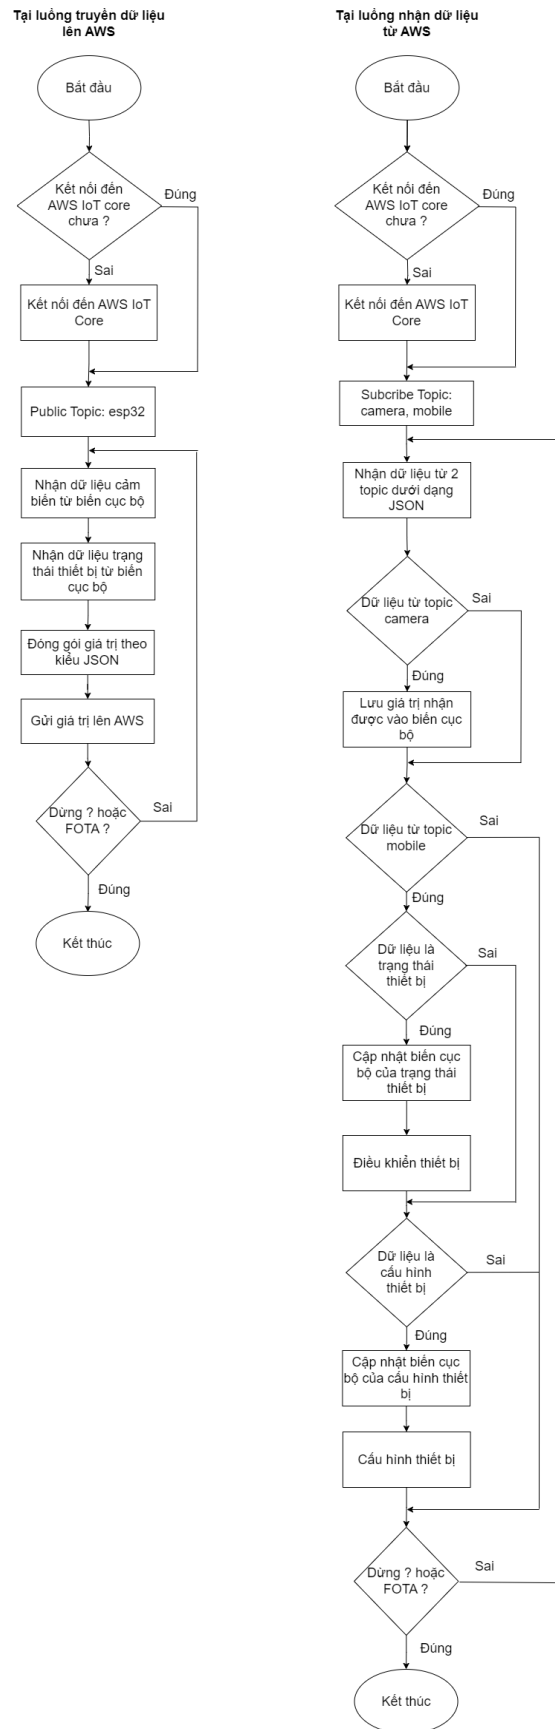 Tại luồng truyền dữ liệu
lên AWS
Bắt đầu
Kết nối đến
AWS IoT core
chưa ?
Đúng
Sai
Kết nối đến AWS IoT
Core
Public Topic: esp32
Nhận dữ liệu cảm
biến từ biến cục bộ
Nhận dữ liệu trạng
thái thiết bị từ biến
cục bộ
Đóng gói giá trị theo
kiểu JSON
Gửi giá trị lên AWS
Dừng ? hoặc
FOTA ?
Sai
Đúng
Kết thúc
Tại luồng nhận dữ liệu
từ AWS
Bắt đầu
Kết nối đến
AWS IoT core
chưa ?
Đúng
Sai
Kết nối đến AWS IoT
Core
Subcribe Topic:
camera, mobile
Nhận dữ liệu từ 2
topic dưới dạng
JSON
Dữ liệu từ topic
camera
Sai
Đúng
Lưu giá trị nhận
được vào biến cục
bộ
Dữ liệu từ topic
mobile
Sai
Đúng
Dữ liệu là
trạng thái
thiết bị
Sai
Đúng
Cập nhật biến cục
bộ của trạng thái
thiết bị
Điều khiển thiết bị
Dữ liệu là
cấu hình
thiết bị
Sai
Đúng
Cập nhật biến cục
bộ của cấu hình thiết
bị
Cấu hình thiết bị
Dừng ? hoặc
FOTA ?
Sai
Đúng
Kết thúc